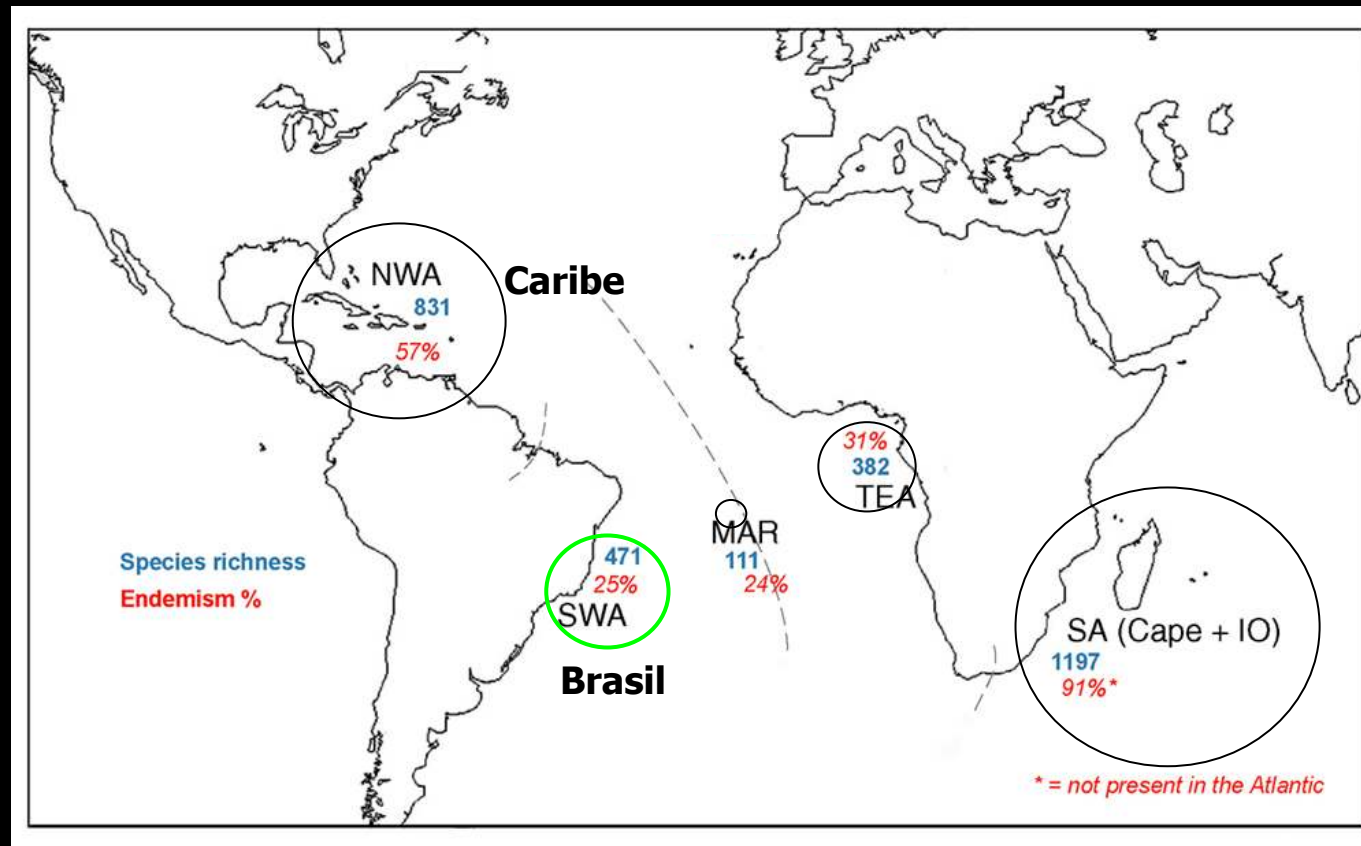 NWA
Caribe
831
57%
31%
382
TEA
MAR
111
24%
471
25%
SWA
Brasil
Species richness
Endemism %
SA (Cape + IO)
1197
91%*
* = not present in the Atlantic